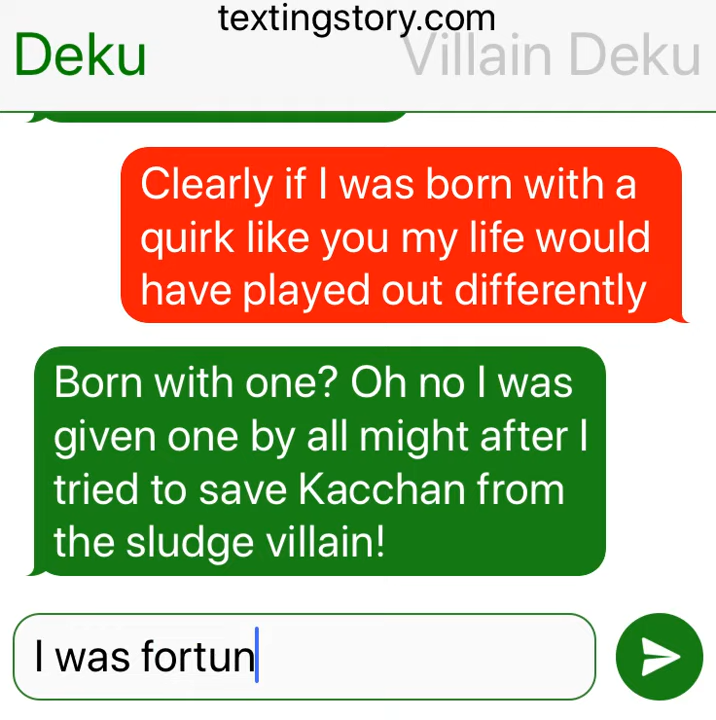 textingstory.com
Deku
Villain Deku
Clearly if I was born with a
quirk like you my life would
have played out differently
Born with one? Oh no I was
given one by all might after I
tried to save Kacchan from
the sludge villain!
I was fortun